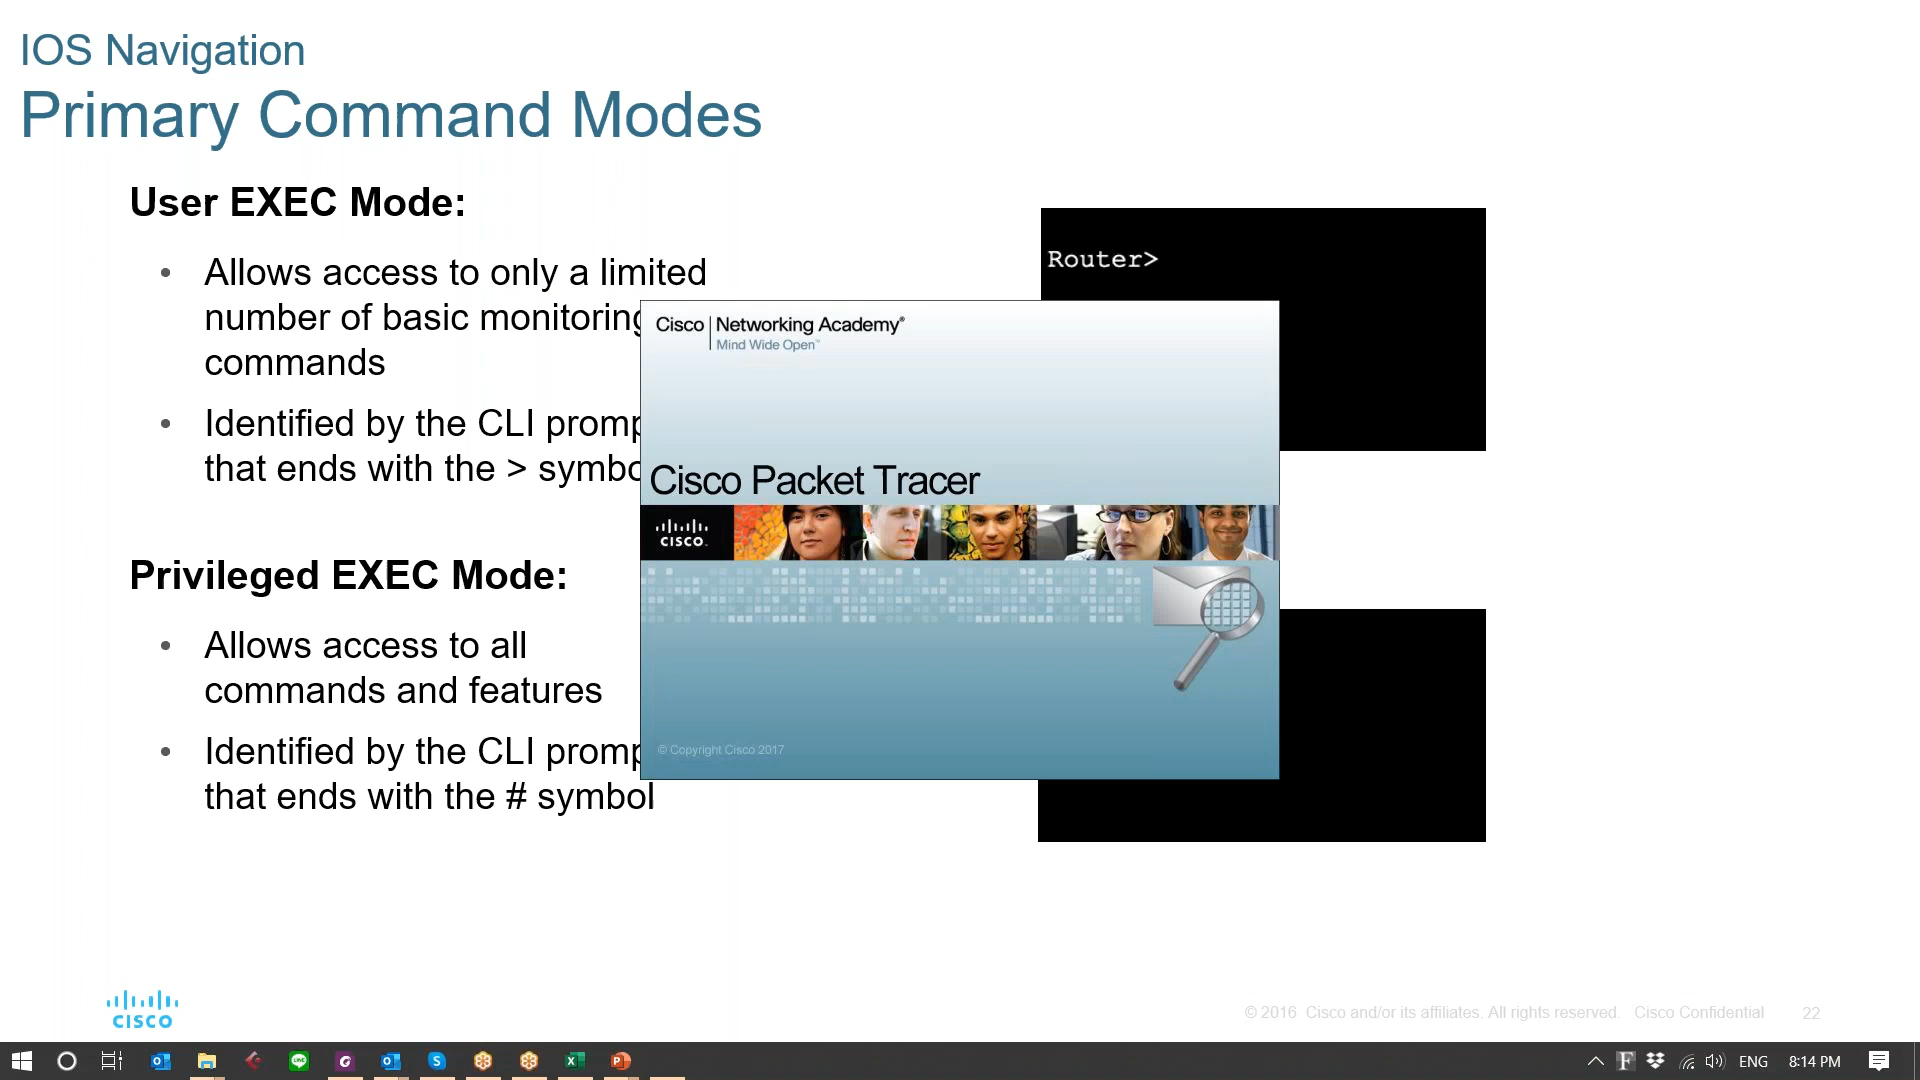 IOS Navigation
Primary Command Modes
User EXEC Mode:
• Allows access to only a limited
number of basic monitoring
commands
• Identified by the CLI promp
that ends with the > symbo
Privileged EXEC Mode:
• Allows access to all
commands and features
• Identified by the CLI promp
that ends with the # symbol
Router>
Cisco Networking Academy®
Mind Wide Open™
Cisco Packet Tracer
CISCO
© Copyright Cisco 2017
CISCO
© 2016 Cisco and/or its affiliates. All rights reserved. Cisco Confidential 22
ENG 8:14 PM